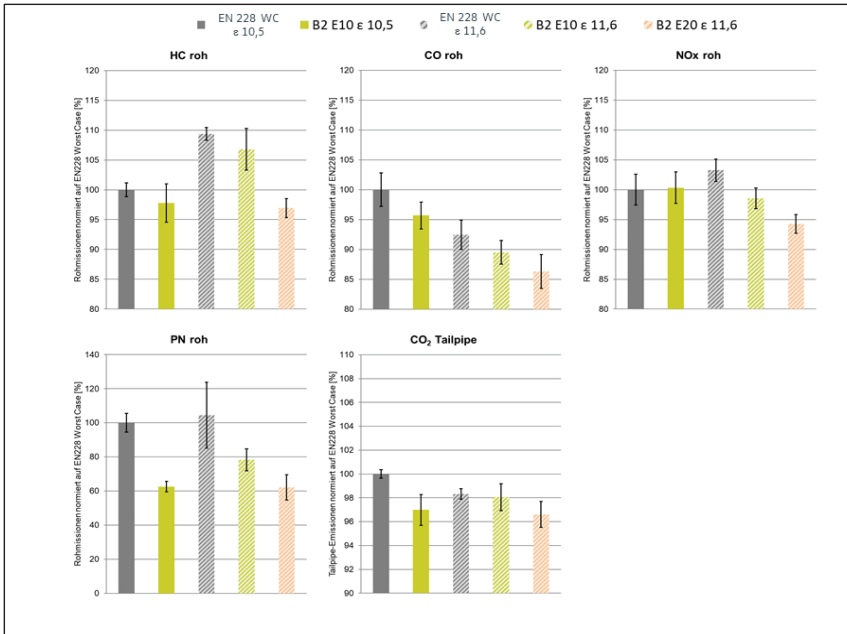 EN 228 WC
ε 10,5
B2 E10 ε 10,5
EN 228 WC
ε 11,6
B2 E10 ε 11,6
B2 E20 ε 11,6
HC roh
Rohmissionen normiert auf EN228 Worst Case [%]
120
115
110
105
100
95
90
85
80
CO roh
Rohmissionen normiert auf EN228 Worst Case [%]
120
115
110
105
100
95
90
85
80
NOx roh
Rohmissionen normiert auf EN228 Worst Case [%]
120
115
110
105
100
95
90
85
80
PN roh
Rohmissionen normiert auf EN228 Worst Case [%]
140
120
100
80
60
40
20
0
CO₂ Tailpipe
Tailpipe-Emissionen normiert auf EN228 Worst Case [%]
110
108
106
104
102
100
98
96
94
92
90